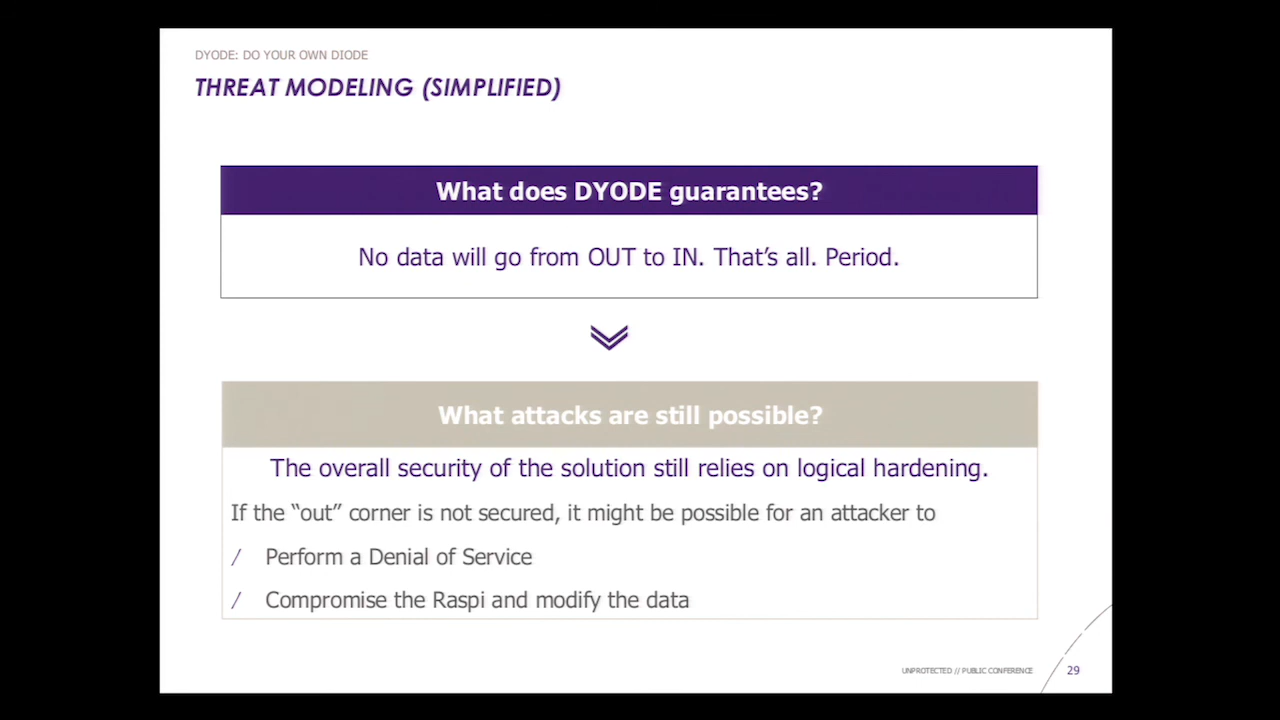 DYODE: DO YOUR OWN DIODE
THREAT MODELING (SIMPLIFIED)
What does DYODE guarantees?
No data will go from OUT to IN. That's all. Period.
What attacks are still possible?
The overall security of the solution still relies on logical hardening.
If the “out” corner is not secured, it might be possible for an attacker to
/ Perform a Denial of Service
/ Compromise the Raspi and modify the data
UNPROTECTED // PUBLIC CONFERENCE
29